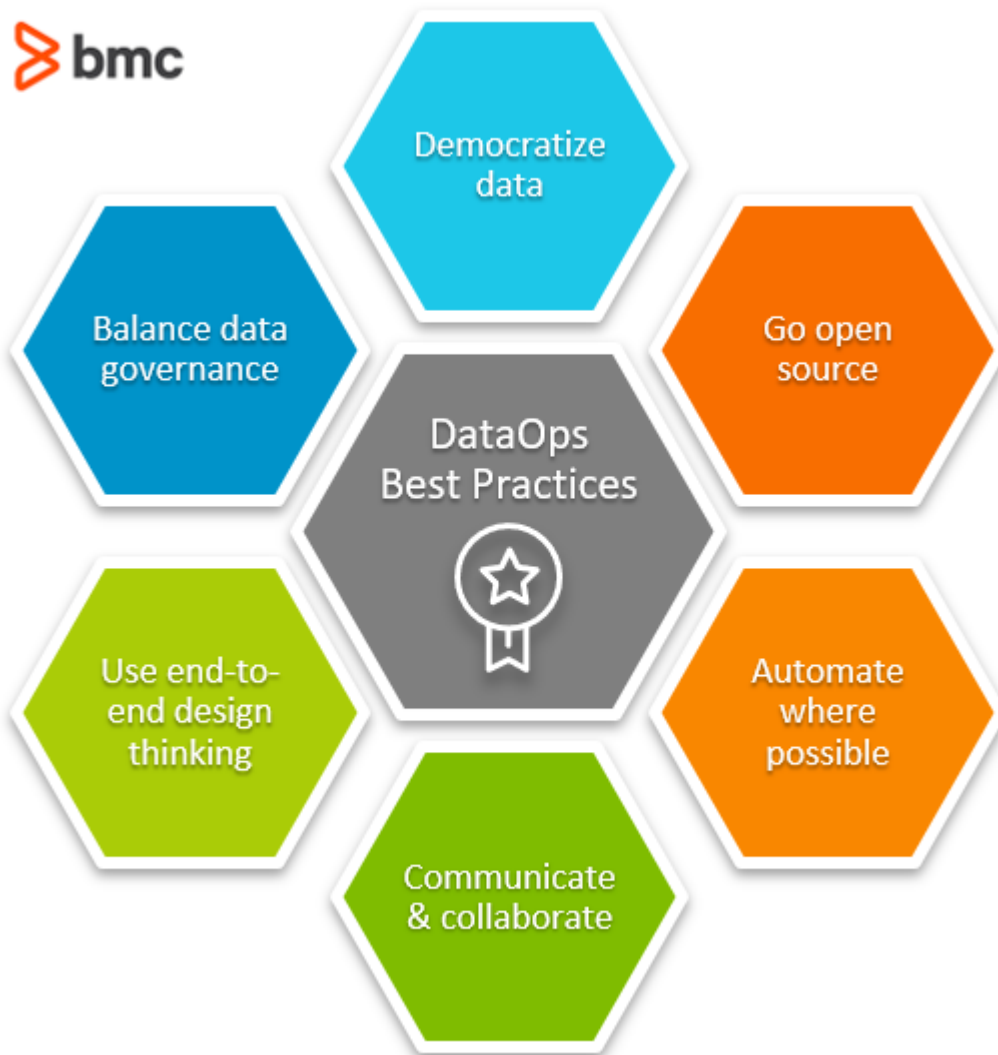 bmc
Democratize
data
Go open
source
Automate
where
possible
Communicate
& collaborate
Use end-to-
end design
thinking
Balance data
governance
DataOps
Best Practices